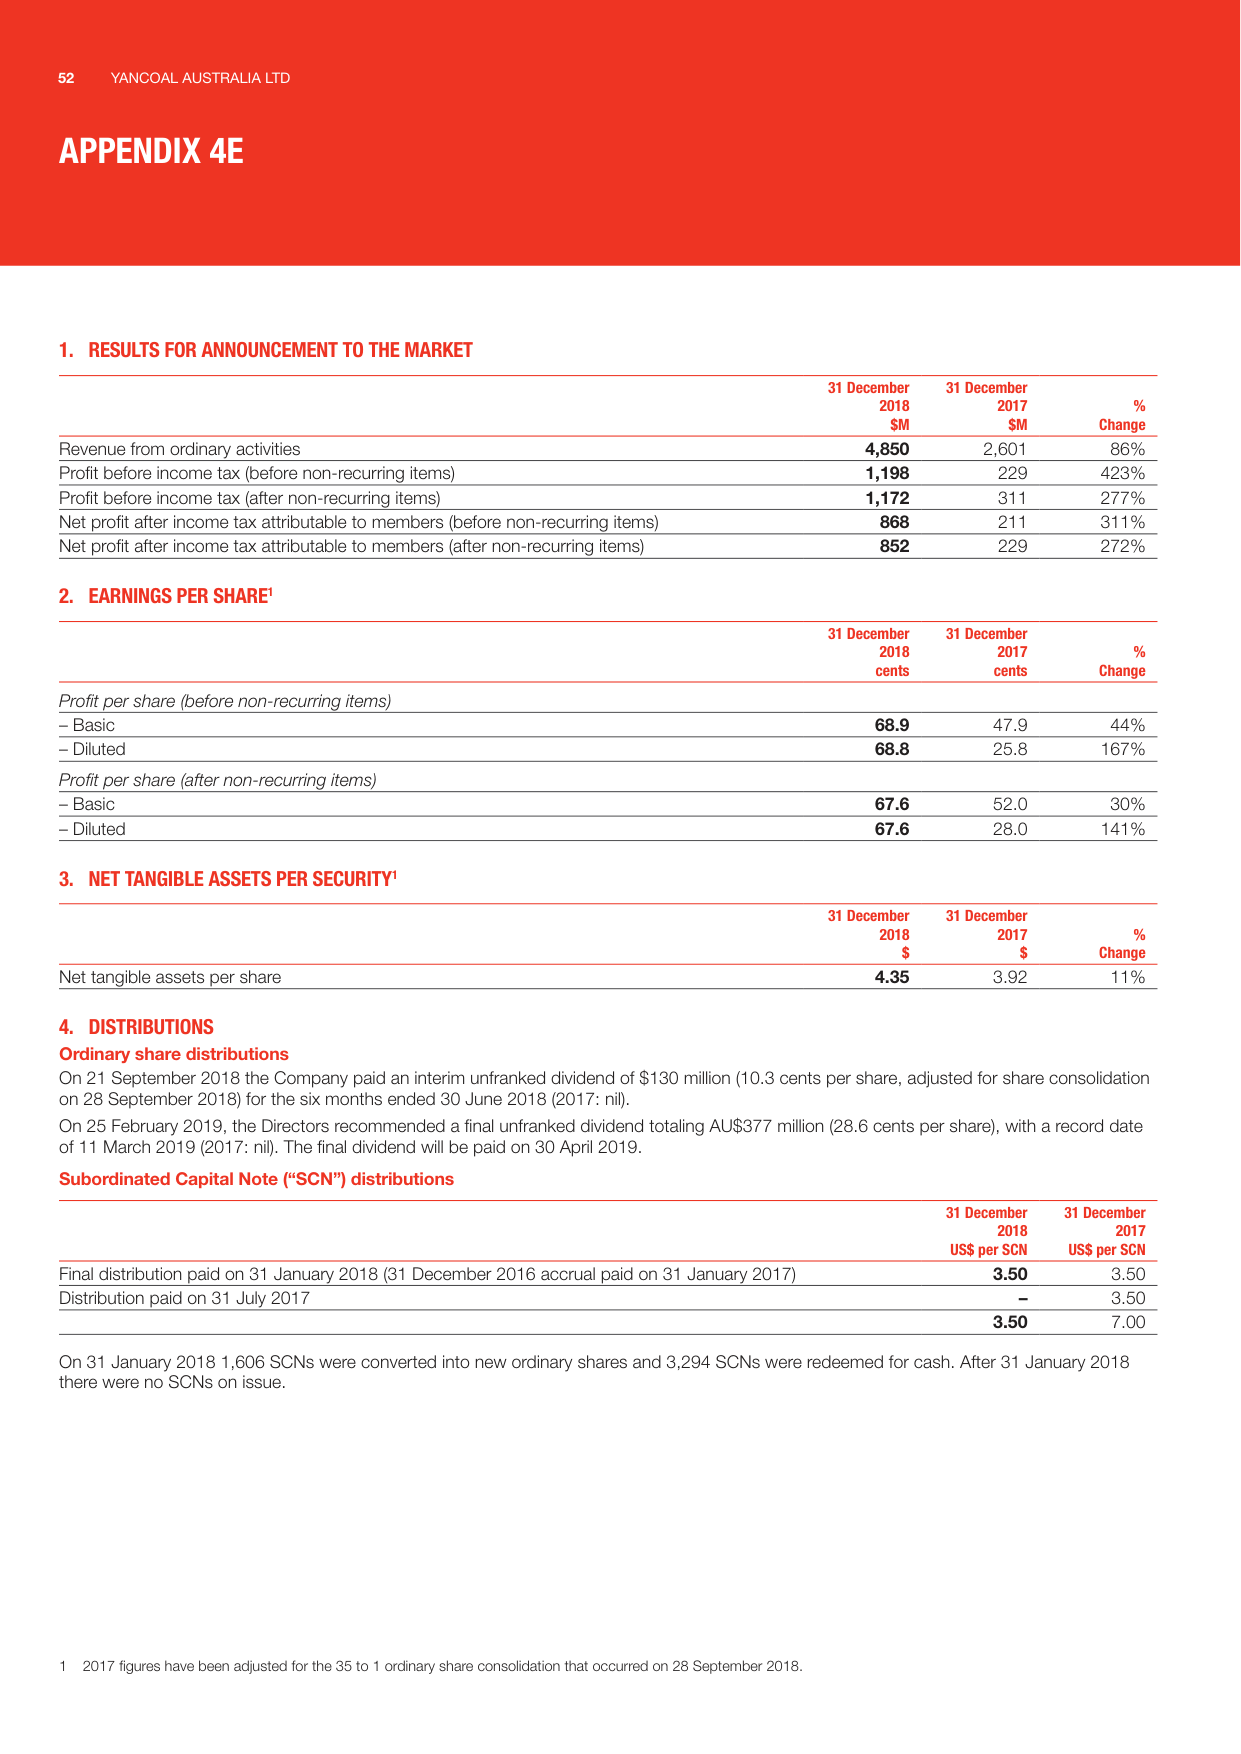 52 YANCOAL AUSTRALIA LTD
APPENDIX 4E
1. RESULTS FOR ANNOUNCEMENT TO THE MARKET
31 December 31 December
2018 2017 %
$M $M Change
Revenue from ordinary activities 4,850 2,601 86%
Profit before income tax (before non-recurring items) 1,198 229 423%
Profit before income tax (after non-recurring items) 1,172 311 277%
Net profit after income tax attributable to members (before non-recurring items) 868 211 311%
Net profit after income tax attributable to members (after non-recurring items) 852 229 272%
2. EARNINGS PER SHARE1
31 December 31 December
2018 2017 %
cents cents Change
Profit per share (before non-recurring items)
– Basic 68.9 47.9 44%
– Diluted 68.8 25.8 167%
Profit per share (after non-recurring items)
– Basic 67.6 52.0 30%
– Diluted 67.6 28.0 141%
3. NET TANGIBLE ASSETS PER SECURITY1
31 December 31 December
2018 2017 %
$ $ Change
Net tangible assets per share 4.35 3.92 11%
4. DISTRIBUTIONS
Ordinary share distributions
On 21 September 2018 the Company paid an interim unfranked dividend of $130 million (10.3 cents per share, adjusted for share consolidation
on 28 September 2018) for the six months ended 30 June 2018 (2017: nil).
On 25 February 2019, the Directors recommended a final unfranked dividend totaling AU$377 million (28.6 cents per share), with a record date
of 11 March 2019 (2017: nil). The final dividend will be paid on 30 April 2019.
Subordinated Capital Note (“SCN”) distributions
31 December 31 December
2018 2017
US$ per SCN US$ per SCN
Final distribution paid on 31 January 2018 (31 December 2016 accrual paid on 31 January 2017) 3.50 3.50
Distribution paid on 31 July 2017 – 3.50
3.50 7.00
On 31 January 2018 1,606 SCNs were converted into new ordinary shares and 3,294 SCNs were redeemed for cash. After 31 January 2018
there were no SCNs on issue.
1 2017 figures have been adjusted for the 35 to 1 ordinary share consolidation that occurred on 28 September 2018.